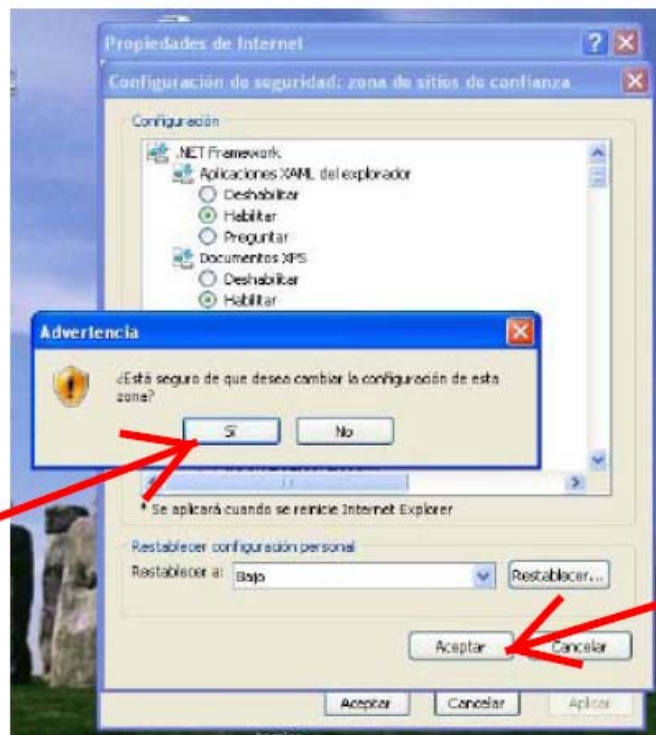 Propiedades de Internet
Configuración de seguridad: zona de sitios de confianza
Configuración
.NET Framework
Aplicaciones XAML del explorador
Deshabilitar
Habilitar
Preguntar
Documentos XPS
Deshabilitar
Habilitar
Advertencia
¿Está seguro de que desea cambiar la configuración de esta
zona?
Sí No
* Se aplicará cuando se reinicie Internet Explorer
Restablecer configuración personal
Restablecer a: Bajo Restablecer...
Aceptar Cancelar
Aceptar Cancelar Aplicar